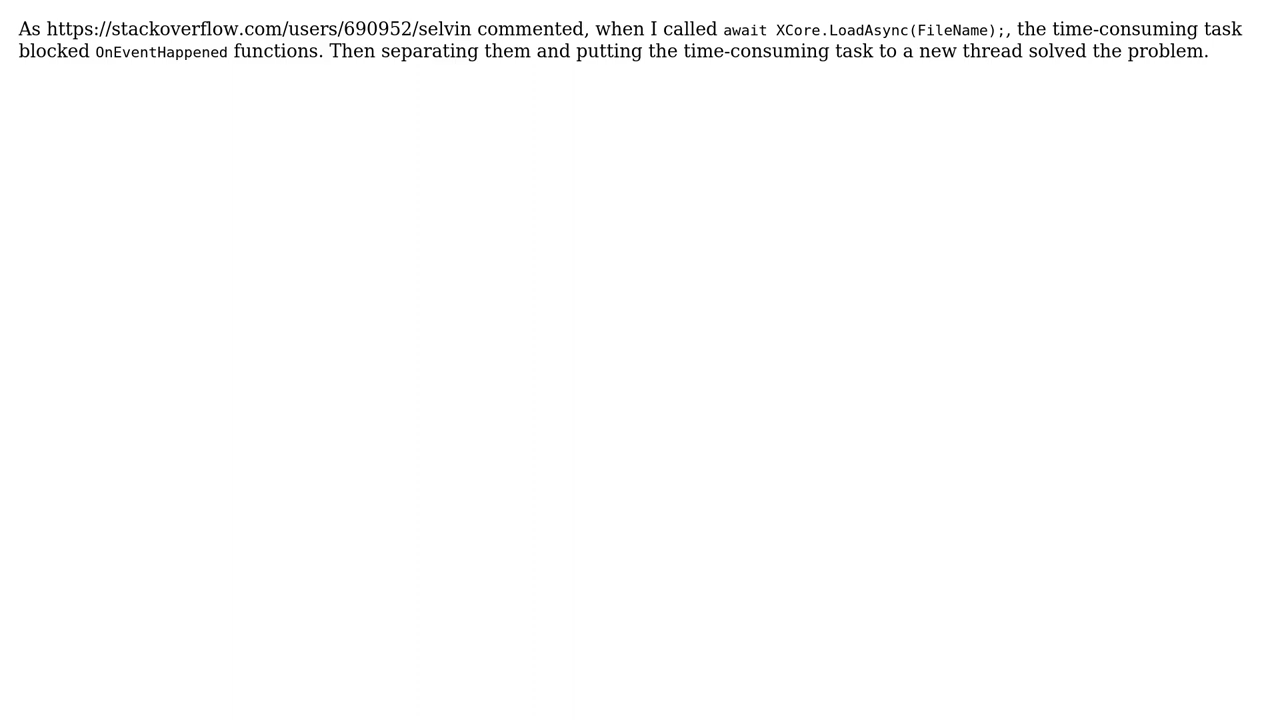 As https://stackoverflow.com/users/690952/selvin commented, when I called await XCore.LoadAsync(FileName);, the time-consuming task
blocked OnEventHappened functions. Then separating them and putting the time-consuming task to a new thread solved the problem.